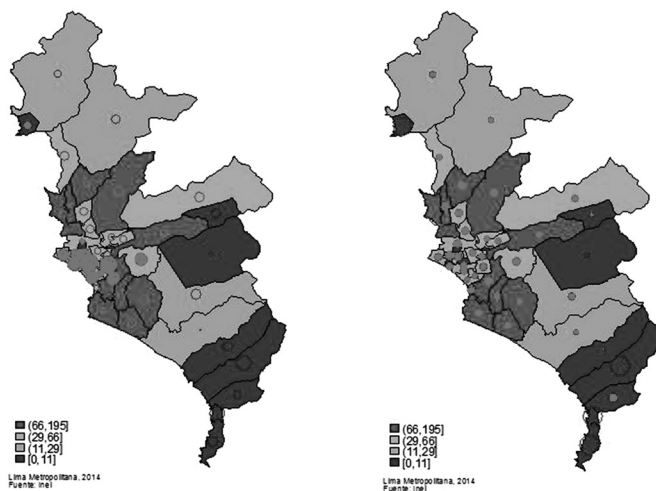 (66,195]
(29,66]
(11,29]
[0,11]
Lima Metropolitana, 2014
Fuente: Inei
(66,195]
(29,66]
(11,29]
[0,11]
Lima Metropolitana, 2014
Fuente: Inei